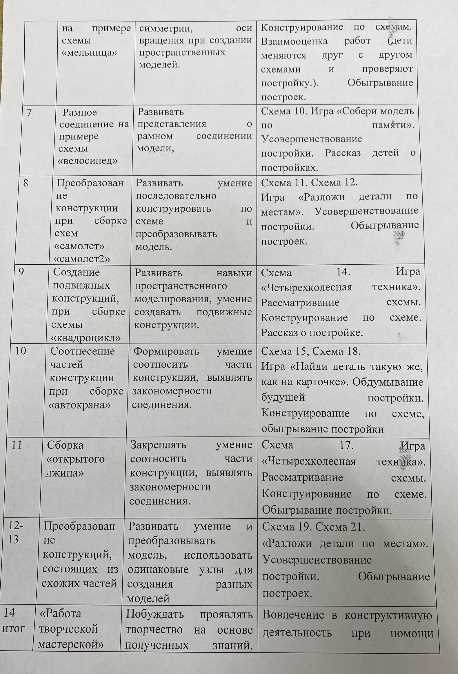 на примере
схемы
«мельница»
симметрии, оси
вращения при создании
пространственных
моделей.
Конструирование по схемам.
Взаимооценка работ (дети
меняются друг с другом
схемами и проверяют
постройку.). Обыгрывание
построек.
7
Рамное
соединение на
примере
схемы
«велосипед»
Развивать
представления о
рамном соединении
модели,
Схема 10. Игра «Собери модель
по памяти».
Усовершенствование
постройки. Рассказ детей о
постройках.
8
Преобразован
ие
конструкции
при сборке
схем
«самолет»
«самолет2»
Развивать умение
последовательно
конструировать по
схеме и
преобразовывать
модель.
Схема 11. Схема 12.
Игра «Разложи детали по
местам». Усовершенствование
постройки. Обыгрывание
построек.
9
Создание
подвижных
конструкций,
при сборке
схемы
«квадроцикл»
Развивать навыки
пространственного
моделирования, умение
создавать подвижные
конструкции.
Схема 14. Игра
«Четырехколесная техника».
Рассматривание схемы.
Конструирование по схеме.
Рассказ о постройке.
10
Соотнесение
частей
конструкции
при сборке
«автокрана»
Формировать умение
соотносить части
конструкции, выявлять
закономерности
соединения.
Схема 15, Схема 18.
Игра «Найди деталь такую же,
как на карточке». Обдумывание
будущей постройки.
Конструирование по схеме,
обыгрывание постройки
11
Сборка
«открытого
джипа»
Закреплять умение
соотносить части
конструкции, выявлять
закономерности
соединения.
Схема 17. Игра
«Четырехколесная техника».
Рассматривание схемы.
Конструирование по схеме.
Обыгрывание постройки.
12-
13
Преобразован
ие
конструкций,
состоящих из
схожих частей
Развивать умение и
преобразовывать
модель, использовать
одинаковые узлы для
создания разных
моделей
Схема 19. Схема 21.
«Разложи детали по местам».
Усовершенствование
постройки. Обыгрывание
построек.
14
итог
«Работа
творческой
мастерской»
Побуждать проявлять
творчество на основе
полученных знаний.
Вовлечение в конструктивную
деятельность при помощи